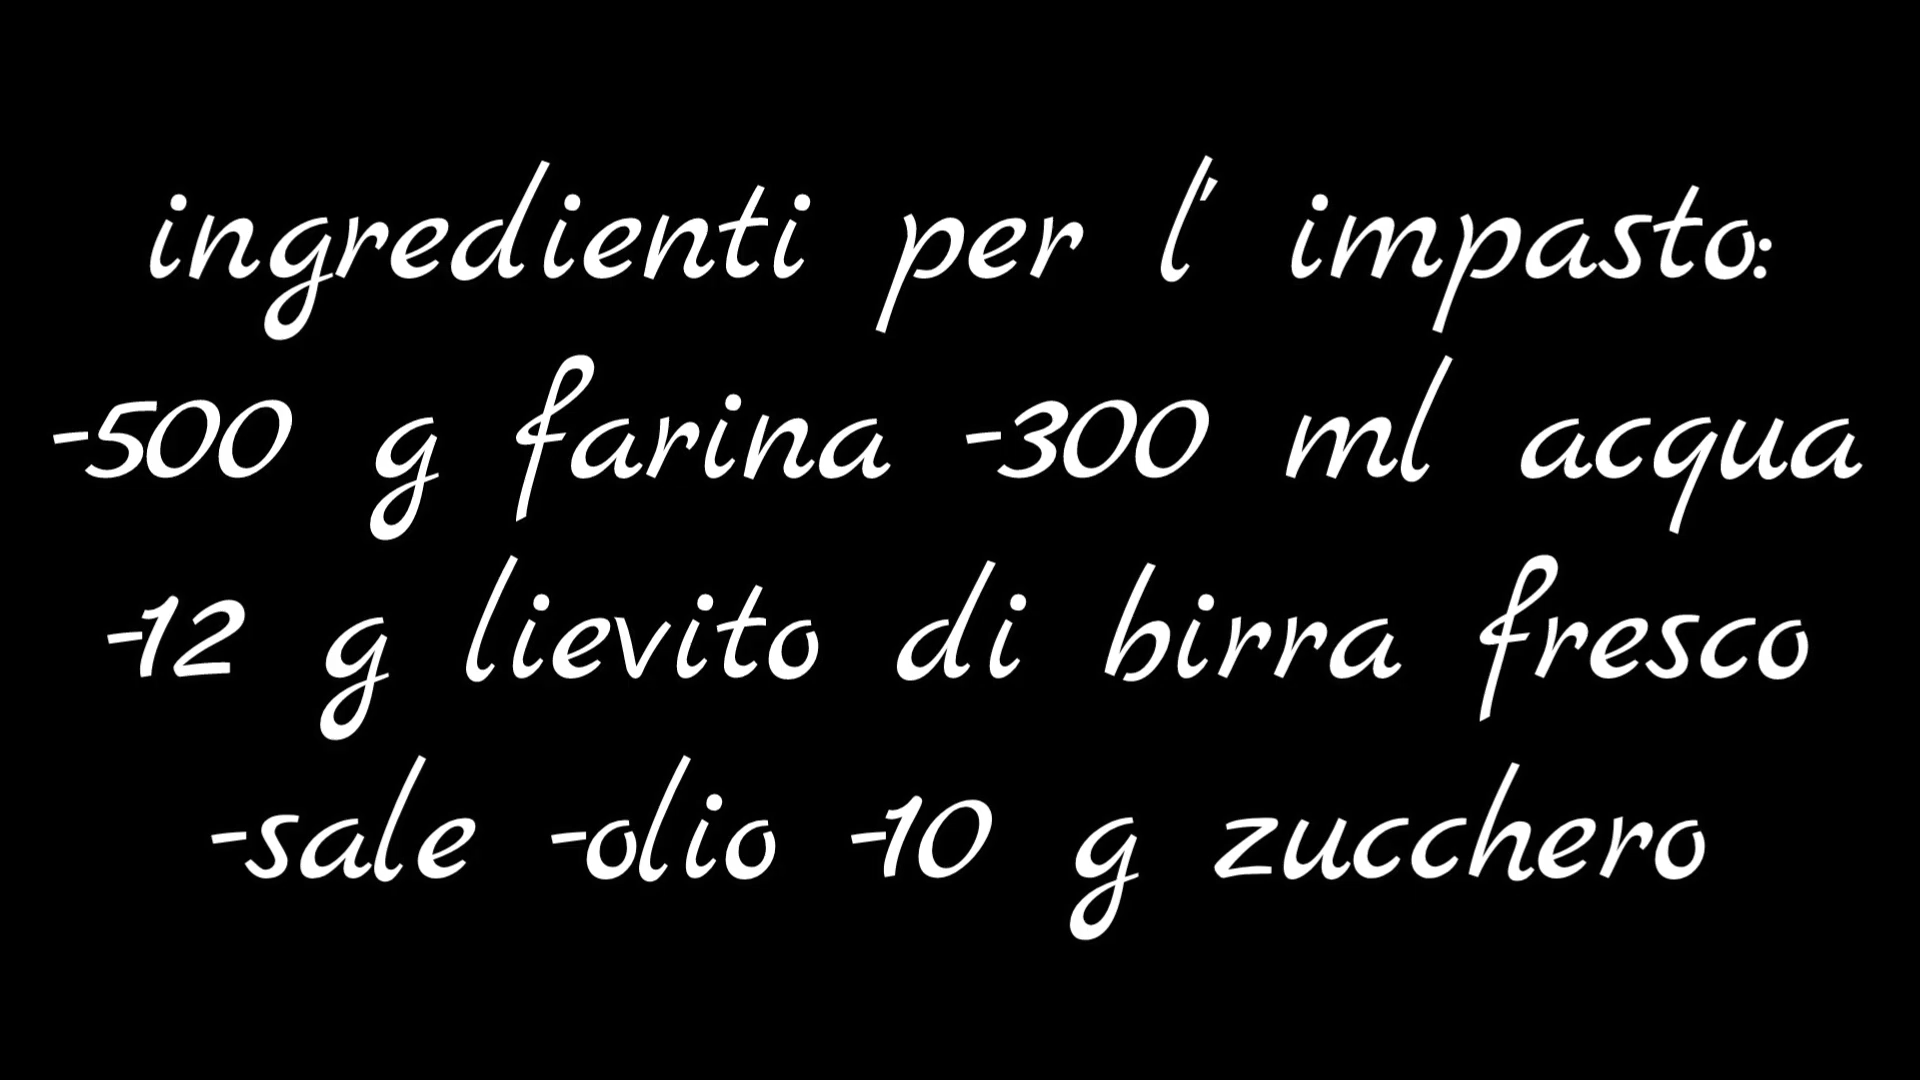 ingredienti per l' impasto:
-500 g farina -300 ml acqua
-12 g lievito di birra fresco
-sale -olio -10 g zucchero